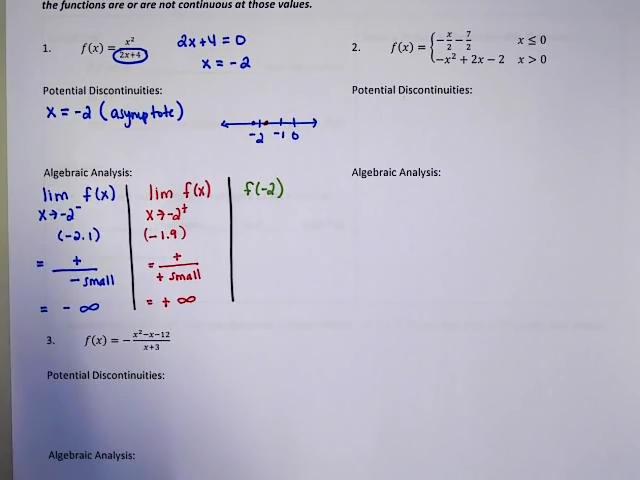 the functions are or are not continuous at those values.
1. f(x) = x²/(2x+4)
2x+4 = 0
x = -2
Potential Discontinuities:
x = -2 (asymptote)
-2 -1 0
Algebraic Analysis:
lim f(x)
x→-2⁻
(-2.1)
= +/(- small)
= - ∞
lim f(x)
x→-2⁺
(-1.9)
= +/(+ small)
= + ∞
f(-2)
2. f(x) = { -x/2 - 7/2 x ≤ 0
-x² + 2x - 2 x > 0
Potential Discontinuities:
Algebraic Analysis:
3. f(x) = - (x²-x-12)/(x+3)
Potential Discontinuities:
Algebraic Analysis: